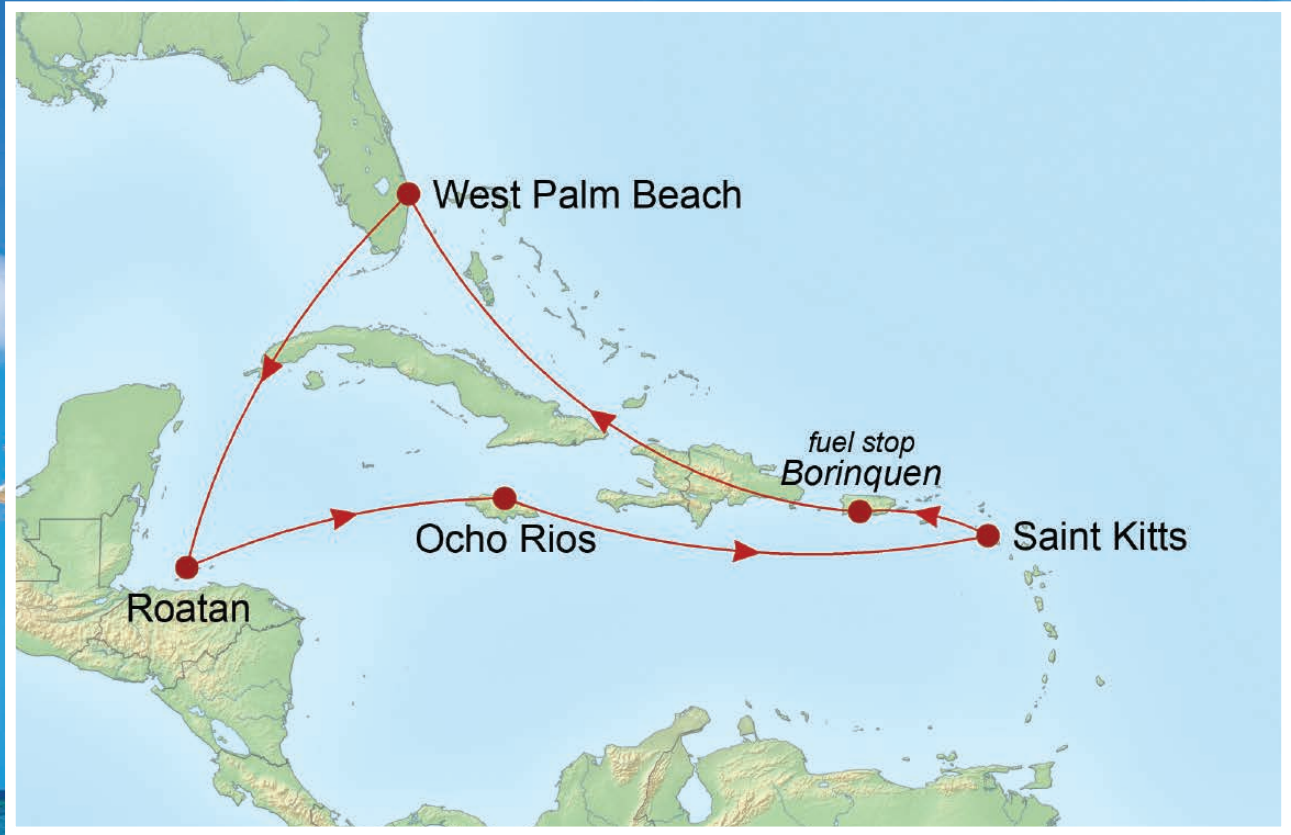 West Palm Beach
fuel stop
Borinquen
Ocho Rios
Saint Kitts
Roatan